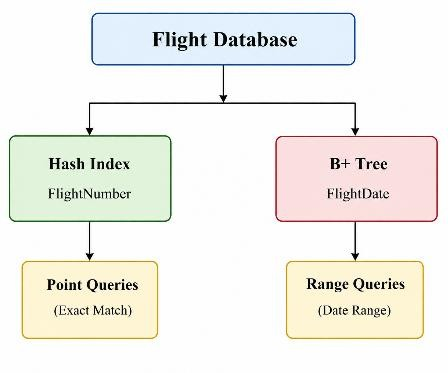 Flight Database
Hash Index
FlightNumber
B+ Tree
FlightDate
Point Queries
(Exact Match)
Range Queries
(Date Range)